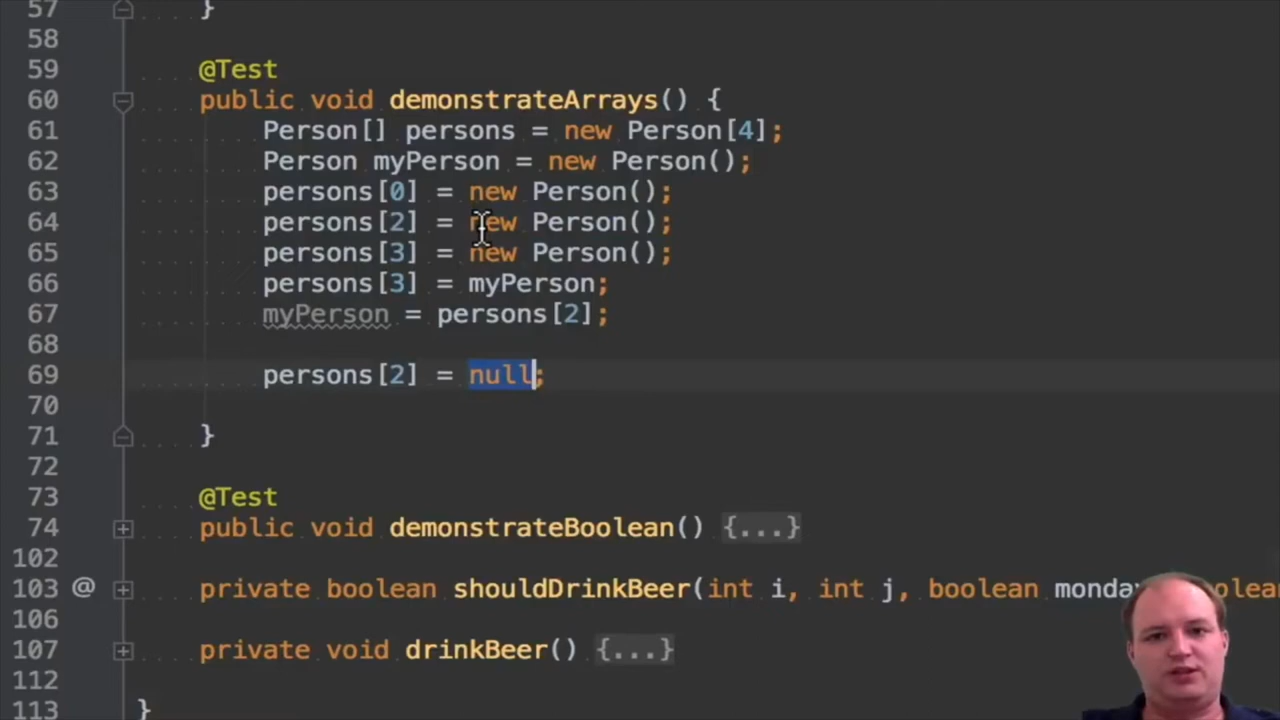 57 }
58
59 @Test
60 public void demonstrateArrays() {
61 Person[] persons = new Person[4];
62 Person myPerson = new Person();
63 persons[0] = new Person();
64 persons[2] = new Person();
65 persons[3] = new Person();
66 persons[3] = myPerson;
67 myPerson = persons[2];
68
69 persons[2] = null;
70
71 }
72
73 @Test
74 public void demonstrateBoolean() {...}
102
103 @ private boolean shouldDrinkBeer(int i, int j, boolean
106
107 private void drinkBeer() {...}
112
113 }